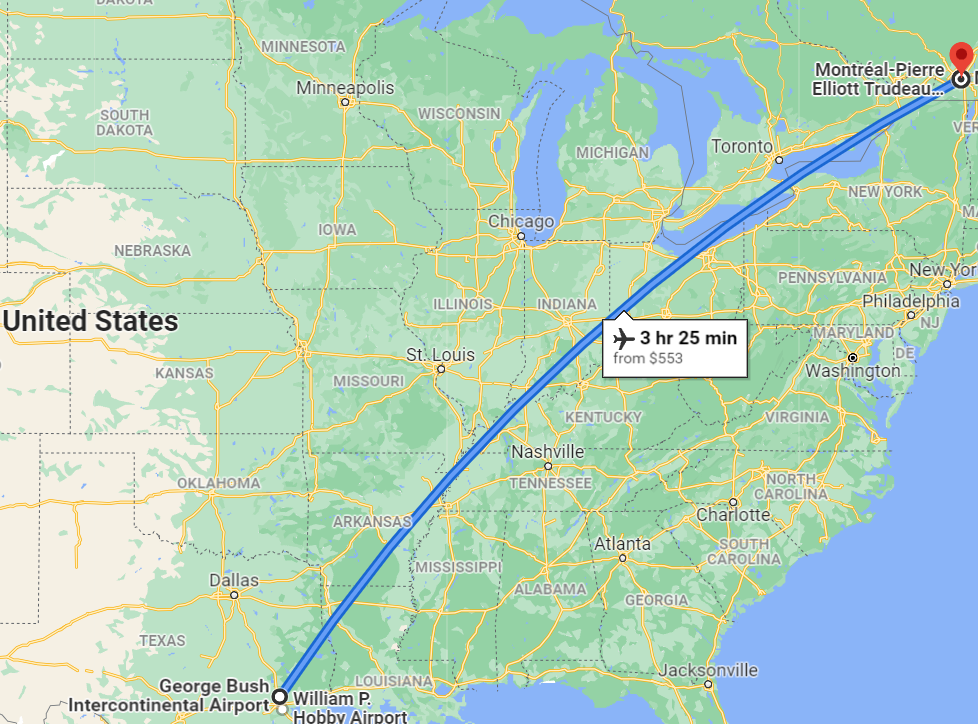 DAKOTA
MINNESOTA
Minneapolis
Montréal-Pierre
Elliott Trudeau...
SOUTH
DAKOTA
WISCONSIN
VER
Toronto
MICHIGAN
NEW YORK
MA
Chicago
IOWA
NEBRASKA
New Yor
PENNSYLVANIA
ILLINOIS
INDIANA
Philadelphia
United States
NJ
3 hr 25 min
from $553
MARYLAND
DE
St. Louis
Washington
KANSAS
MISSOURI
KENTUCKY
VIRGINIA
Nashville
TENNESSEE
OKLAHOMA
NORTH
CAROLINA
Charlotte
ARKANSAS
Atlanta
SOUTH
CAROLINA
MISSISSIPPI
Dallas
ALABAMA
GEORGIA
TEXAS
Jacksonville
LOUISIANA
George Bush
Intercontinental Airport
William P.
Hobby Airport